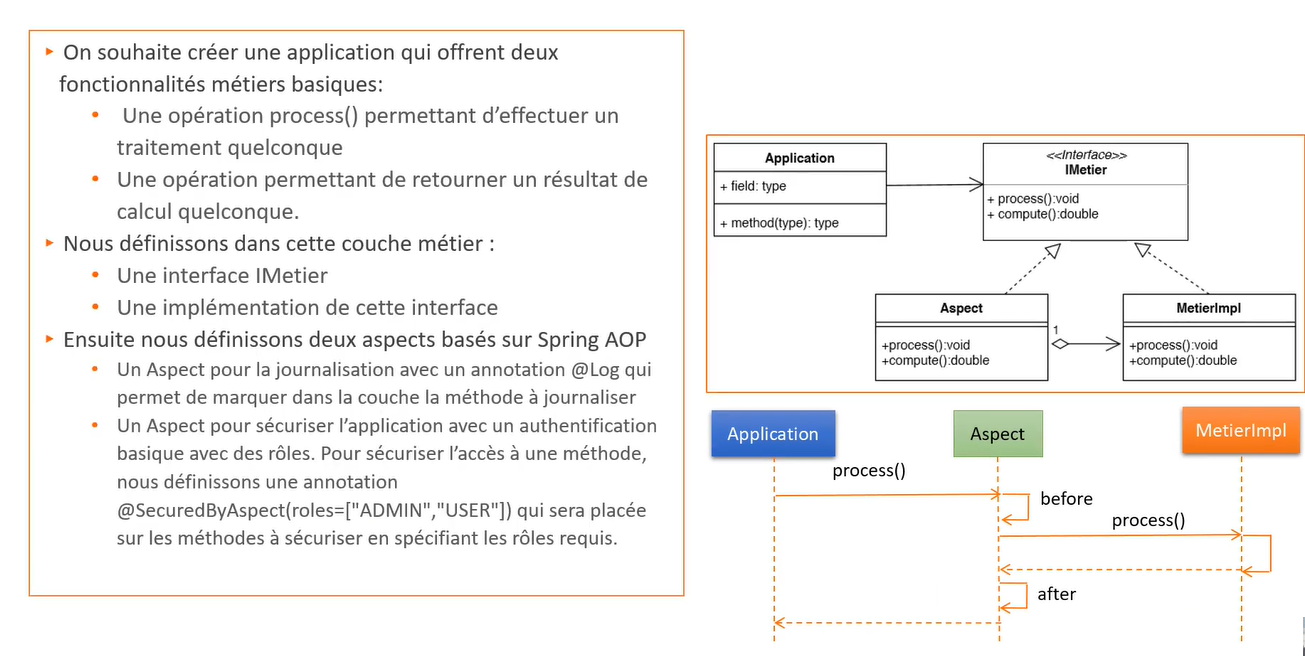 On souhaite créer une application qui offrent deux
fonctionnalités métiers basiques:
Une opération process() permettant d'effectuer un
traitement quelconque
Une opération permettant de retourner un résultat de
calcul quelconque.
Nous définissons dans cette couche métier :
Une interface IMetier
Une implémentation de cette interface
Ensuite nous définissons deux aspects basés sur Spring AOP
Un Aspect pour la journalisation avec un annotation @Log qui
permet de marquer dans la couche la méthode à journaliser
Un Aspect pour sécuriser l'application avec un authentification
basique avec des rôles. Pour sécuriser l'accès à une méthode,
nous définissons une annotation
@SecuredByAspect(roles=["ADMIN","USER"]) qui sera placée
sur les méthodes à sécuriser en spécifiant les rôles requis.
Application
+ field: type
+ method(type): type
<<Interface>>
IMetier
+ process():void
+ compute():double
Aspect
+process():void
+compute():double
1
MetierImpl
+process():void
+compute():double
Application
Aspect
MetierImpl
process()
before
process()
after